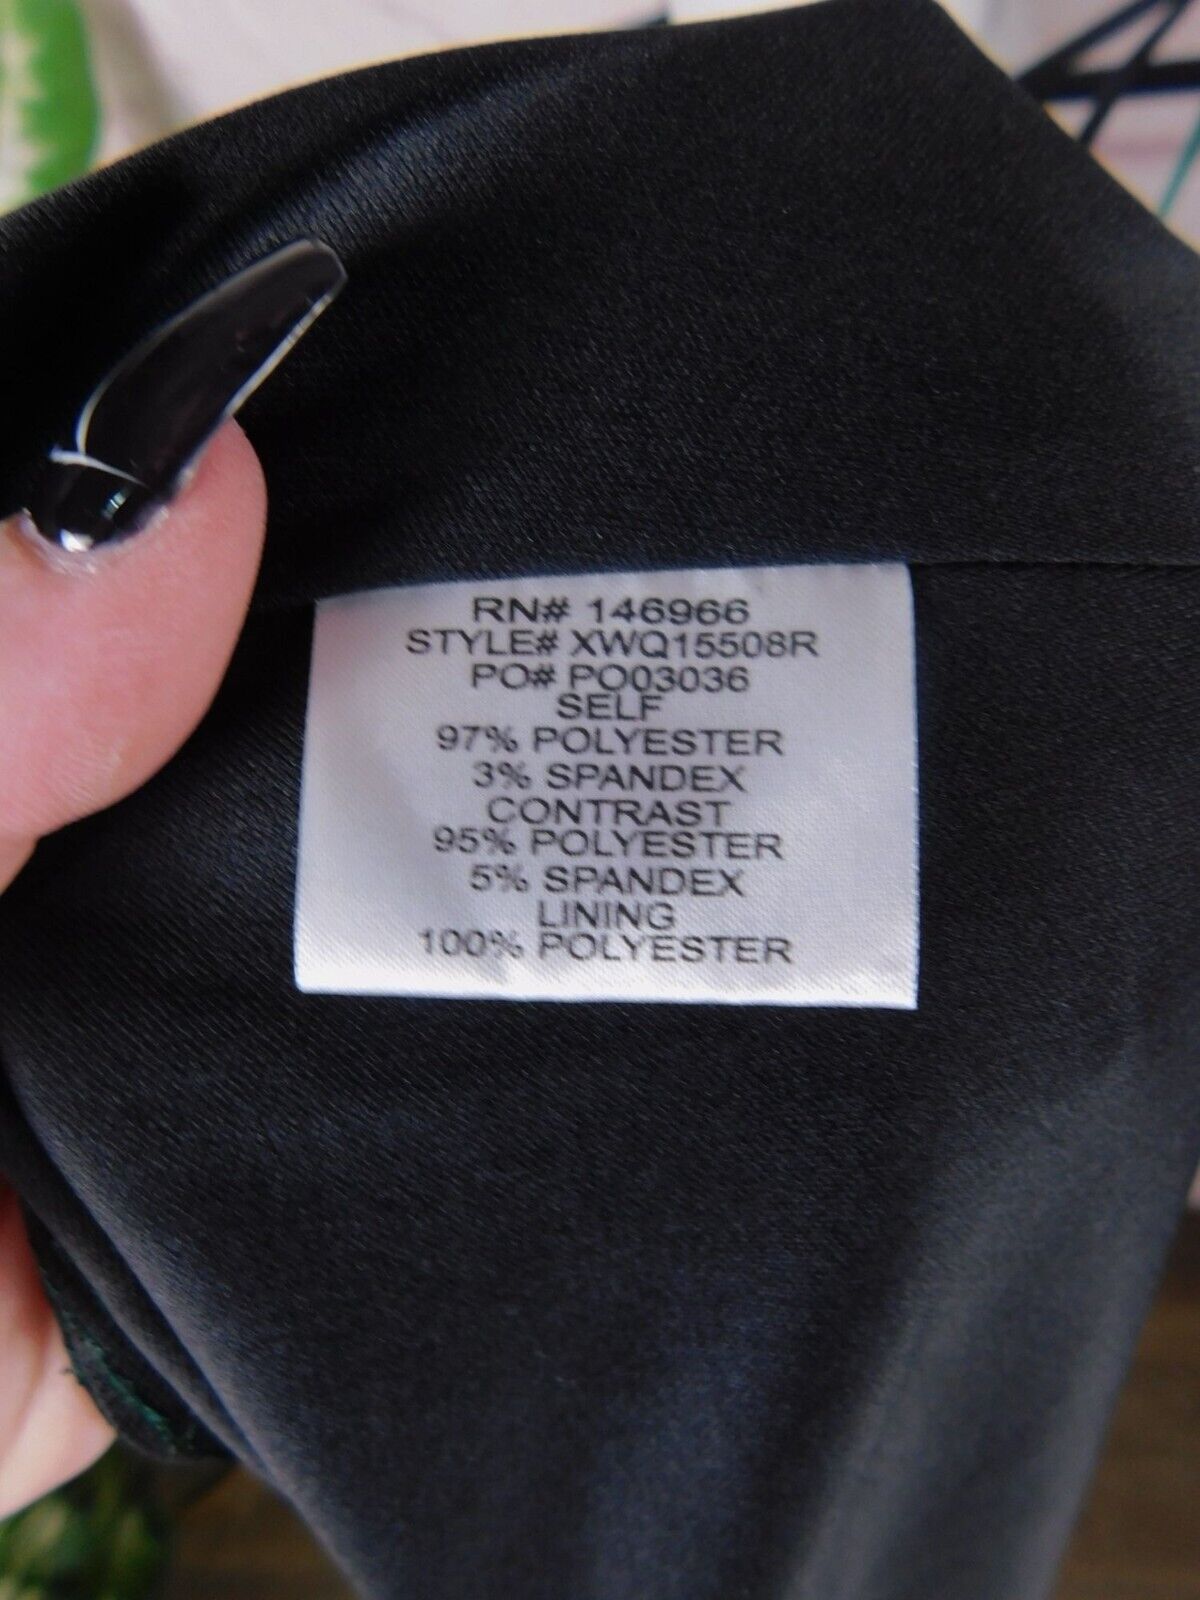 RN# 146966
STYLE# XWQ15508R
PO# PO03036
SELF
97% POLYESTER
3% SPANDEX
CONTRAST
95% POLYESTER
5% SPANDEX
LINING
100% POLYESTER